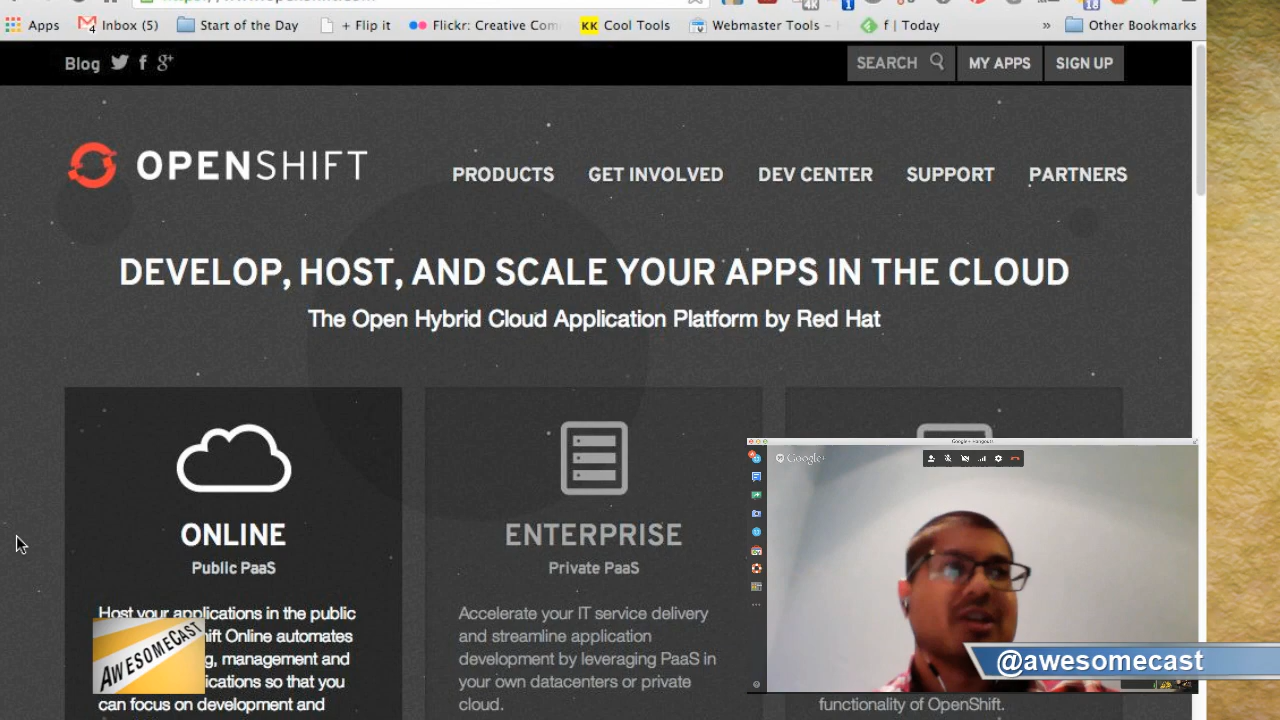 Apps
4
Inbox (5)
Start of the Day
+ Flip it
Flickr: Creative Com
KK Cool Tools
Webmaster Tools –
f | Today
»
Other Bookmarks
Blog
SEARCH
MY APPS
SIGN UP
OPENSHIFT
PRODUCTS
GET INVOLVED
DEV CENTER
SUPPORT
PARTNERS
DEVELOP, HOST, AND SCALE YOUR APPS IN THE CLOUD
The Open Hybrid Cloud Application Platform by Red Hat
ONLINE
Public PaaS
Host your applications in the public
ift Online automates
, management and
ications so that you
can focus on development and
ENTERPRISE
Private PaaS
Accelerate your IT service delivery
and streamline application
development by leveraging PaaS in
your own datacenters or private
cloud.
functionality of OpenShift.
Google+ Hangouts
Google+
AWESOMECAST
@awesomecast